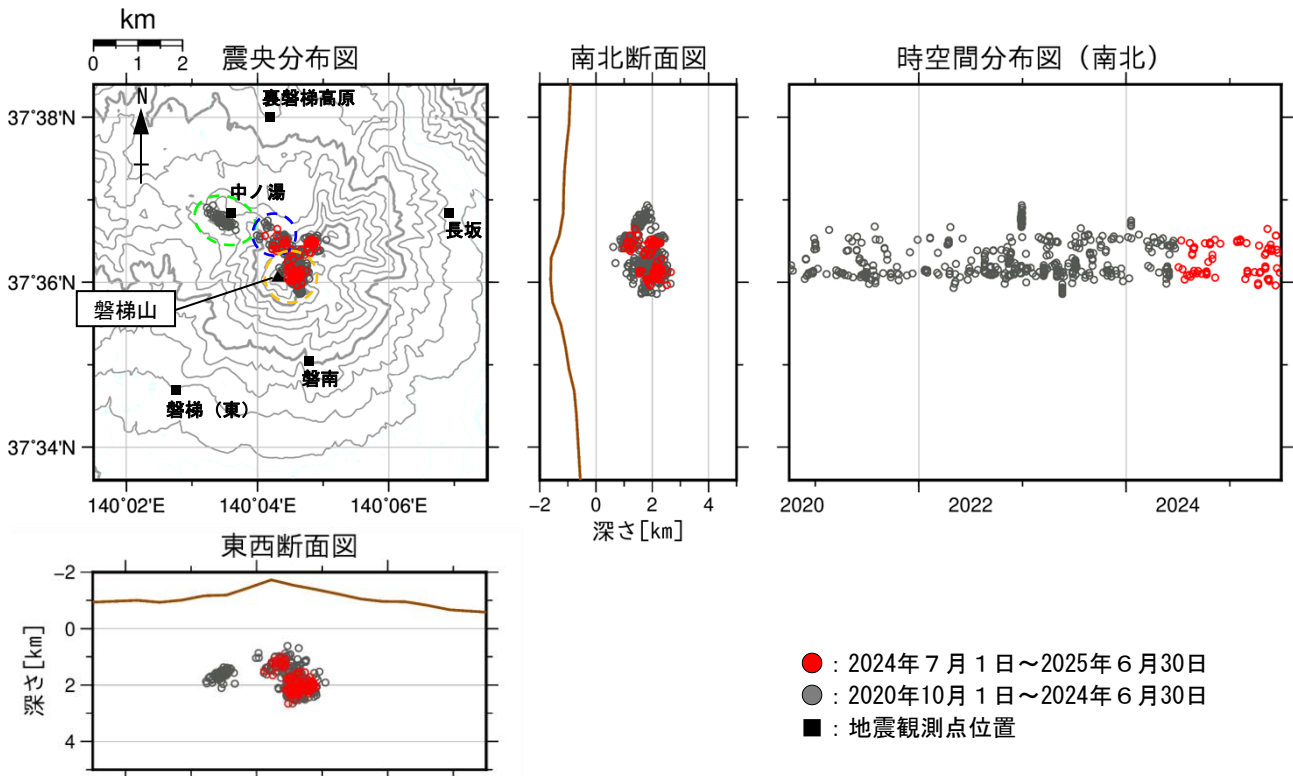 km
0 1 2
震央分布図
南北断面図
時空間分布図（南北）
N
裏磐梯高原
37°38'N
中ノ湯
長坂
37°36'N
磐梯山
磐南
磐梯（東）
37°34'N
140°02'E 140°04'E 140°06'E
-2 0 2 4
深さ[km]
2020 2022 2024
東西断面図
-2
0
2
4
深さ[km]
：2024年７月１日～2025年６月30日
：2020年10月１日～2024年６月30日
：地震観測点位置